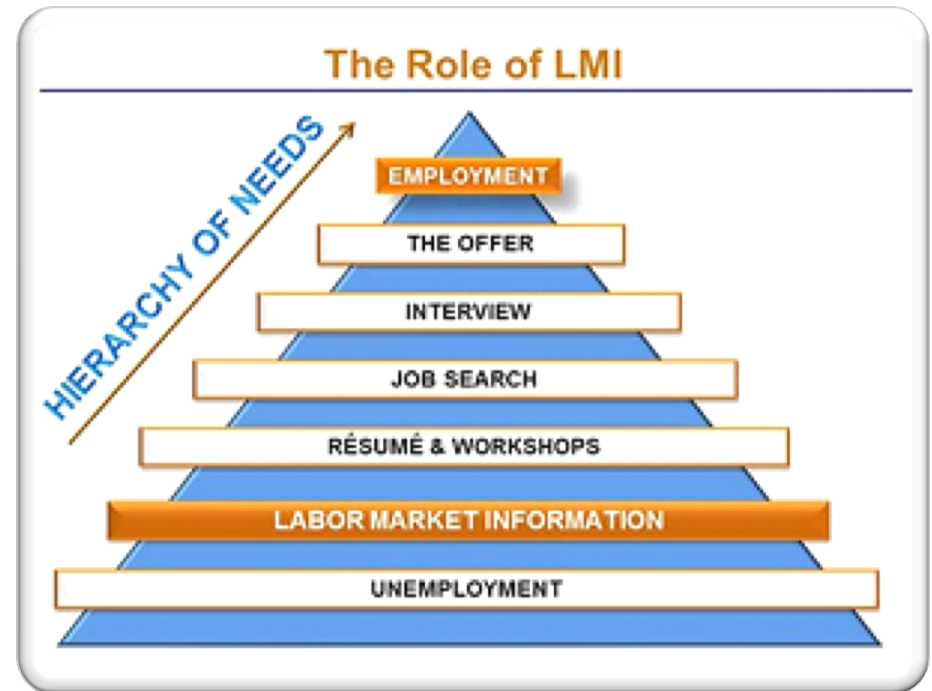 The Role of LMI
HIERARCHY OF NEEDS
EMPLOYMENT
THE OFFER
INTERVIEW
JOB SEARCH
RÉSUMÉ & WORKSHOPS
LABOR MARKET INFORMATION
UNEMPLOYMENT